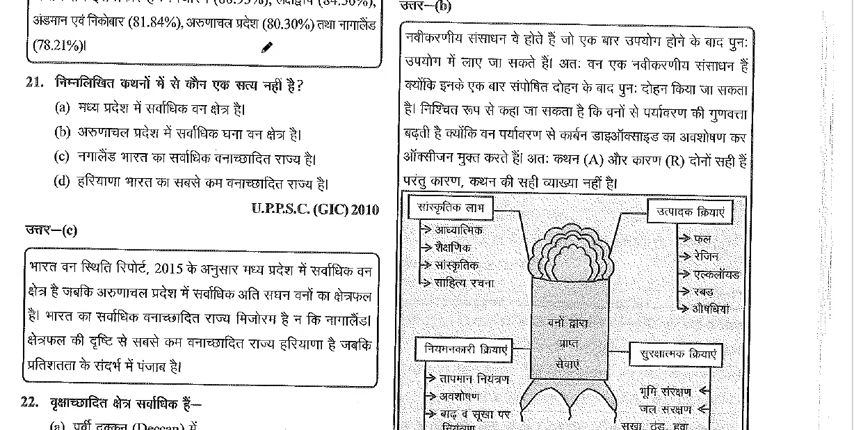 अंडमान एवं निकोबार (81.84%), अरुणाचल प्रदेश (80.30%) तथा नागालैंड
(78.21%)।
21. निम्नलिखित कथनों में से कौन एक सत्य नहीं है?
(a) मध्य प्रदेश में सर्वाधिक वन क्षेत्र है।
(b) अरुणाचल प्रदेश में सर्वाधिक घना वन क्षेत्र है।
(c) नगालैंड भारत का सर्वाधिक वनाच्छादित राज्य है।
(d) हरियाणा भारत का सबसे कम वनाच्छादित राज्य है।
U.P.P.S.C. (GIC) 2010
उत्तर–(c)
भारत वन स्थिति रिपोर्ट, 2015 के अनुसार मध्य प्रदेश में सर्वाधिक वन
क्षेत्र है जबकि अरुणाचल प्रदेश में सर्वाधिक अति सघन वनों का क्षेत्रफल
है। भारत का सर्वाधिक वनाच्छादित राज्य मिजोरम है न कि नागालैंड।
क्षेत्रफल की दृष्टि से सबसे कम वनाच्छादित राज्य हरियाणा है जबकि
प्रतिशतता के संदर्भ में पंजाब है।
22. वृक्षाच्छादित क्षेत्र सर्वाधिक हैं–
(a) पूर्वी दक्कन (Deccan) में
उत्तर–(b)
नवीकरणीय संसाधन वे होते हैं जो एक बार उपयोग होने के बाद पुन:
उपयोग में लाए जा सकते हैं। अत: वन एक नवीकरणीय संसाधन हैं
क्योंकि इनके एक बार संपोषित दोहन के बाद पुन: दोहन किया जा सकता
है। निश्चित रूप से कहा जा सकता है कि वनों से पर्यावरण की गुणवत्ता
बढ़ती है क्योंकि वन पर्यावरण से कार्बन डाइऑक्साइड का अवशोषण कर
ऑक्सीजन मुक्त करते हैं। अत: कथन (A) और कारण (R) दोनों सही हैं
परंतु कारण, कथन की सही व्याख्या नहीं है।
सांस्कृतिक लाभ
आध्यात्मिक
शैक्षणिक
सांस्कृतिक
साहित्य रचना
उत्पादक क्रियाएं
फल
रेजिन
एल्कलॉयड
रबड
औषधियां
वनों द्वारा
प्राप्त
सेवाएं
नियमनकारी क्रियाएं
तापमान नियंत्रण
अवशोषण
बाढ़ व सूखा पर
नियंत्रण
सुरक्षात्मक क्रियाएं
भूमि संरक्षण
जल संरक्षण
सूखा, ठंड, हवा